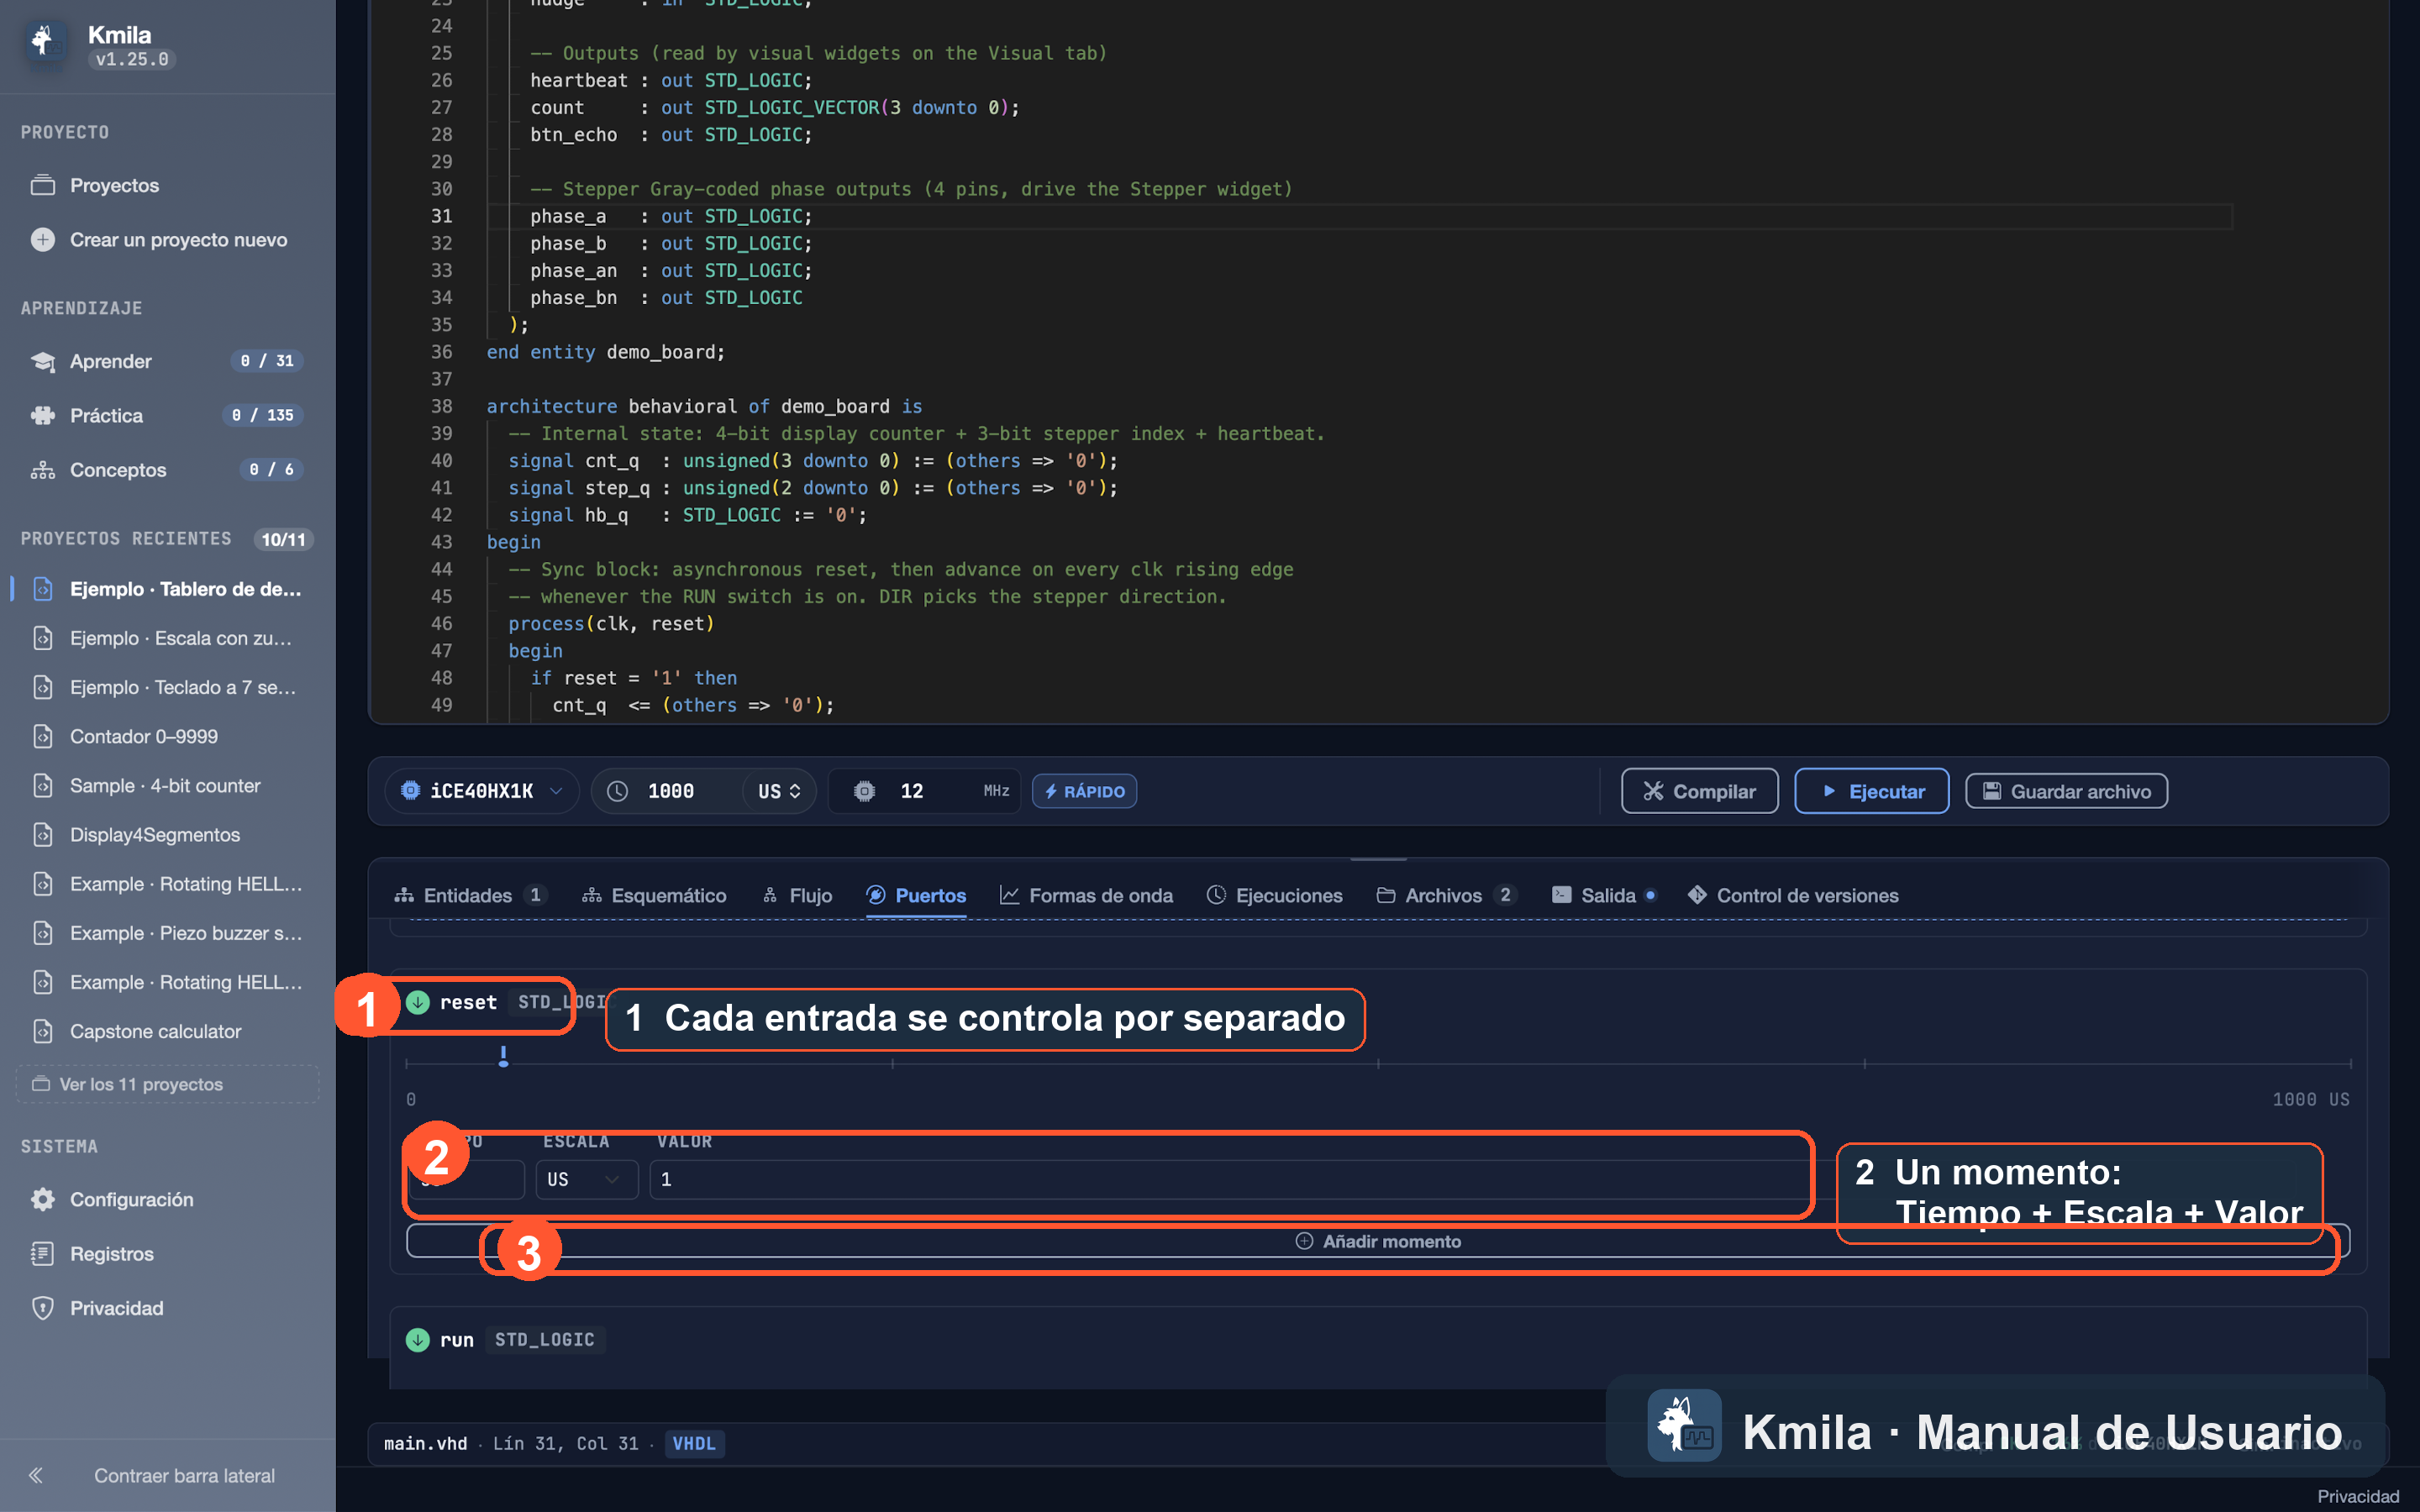 Kmila
v1.25.0
PROYECTO
Proyectos
Crear un proyecto nuevo
APRENDIZAJE
Aprender 0 / 31
Práctica 0 / 135
Conceptos 0 / 6
PROYECTOS RECIENTES 10/11
Ejemplo · Tablero de de...
Ejemplo · Escala con zu...
Ejemplo · Teclado a 7 se...
Contador 0–9999
Sample · 4-bit counter
Display4Segmentos
Example · Rotating HELL...
Example · Piezo buzzer s...
Example · Rotating HELL...
Capstone calculator
Ver los 11 proyectos
SISTEMA
Configuración
Registros
Privacidad
Contraer barra lateral
24
25 -- Outputs (read by visual widgets on the Visual tab)
26 heartbeat : out STD_LOGIC;
27 count : out STD_LOGIC_VECTOR(3 downto 0);
28 btn_echo : out STD_LOGIC;
29
30 -- Stepper Gray-coded phase outputs (4 pins, drive the Stepper widget)
31 phase_a : out STD_LOGIC;
32 phase_b : out STD_LOGIC;
33 phase_an : out STD_LOGIC;
34 phase_bn : out STD_LOGIC
35 );
36 end entity demo_board;
37
38 architecture behavioral of demo_board is
39 -- Internal state: 4-bit display counter + 3-bit stepper index + heartbeat.
40 signal cnt_q : unsigned(3 downto 0) := (others => '0');
41 signal step_q : unsigned(2 downto 0) := (others => '0');
42 signal hb_q : STD_LOGIC := '0';
43 begin
44 -- Sync block: asynchronous reset, then advance on every clk rising edge
45 -- whenever the RUN switch is on. DIR picks the stepper direction.
46 process(clk, reset)
47 begin
48 if reset = '1' then
49 cnt_q <= (others => '0');
iCE40HX1K 1000 US 12 MHz RÁPIDO Compilar Ejecutar Guardar archivo
Entidades 1 Esquemático Flujo Puertos Formas de onda Ejecuciones Archivos 2 Salida Control de versiones
1 reset STD_LOGI
1 Cada entrada se controla por separado
0 1000 US
2 ESCALA VALOR
US 1
2 Un momento:
Tiempo + Escala + Valor
3 Añadir momento
run STD_LOGIC
main.vhd · Lín 31, Col 31 · VHDL
Kmila · Manual de Usuario
Privacidad